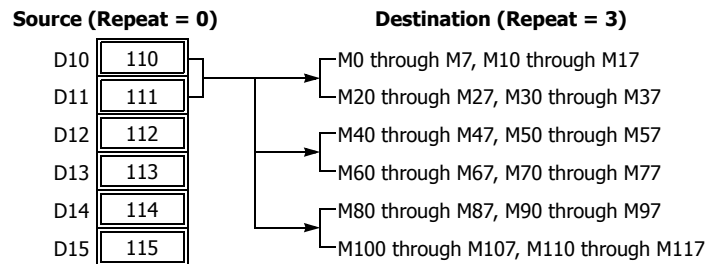 Source (Repeat = 0) Destination (Repeat = 3)
D10 110 M0 through M7, M10 through M17
D11 111 M20 through M27, M30 through M37
D12 112 M40 through M47, M50 through M57
D13 113 M60 through M67, M70 through M77
D14 114 M80 through M87, M90 through M97
D15 115 M100 through M107, M110 through M117